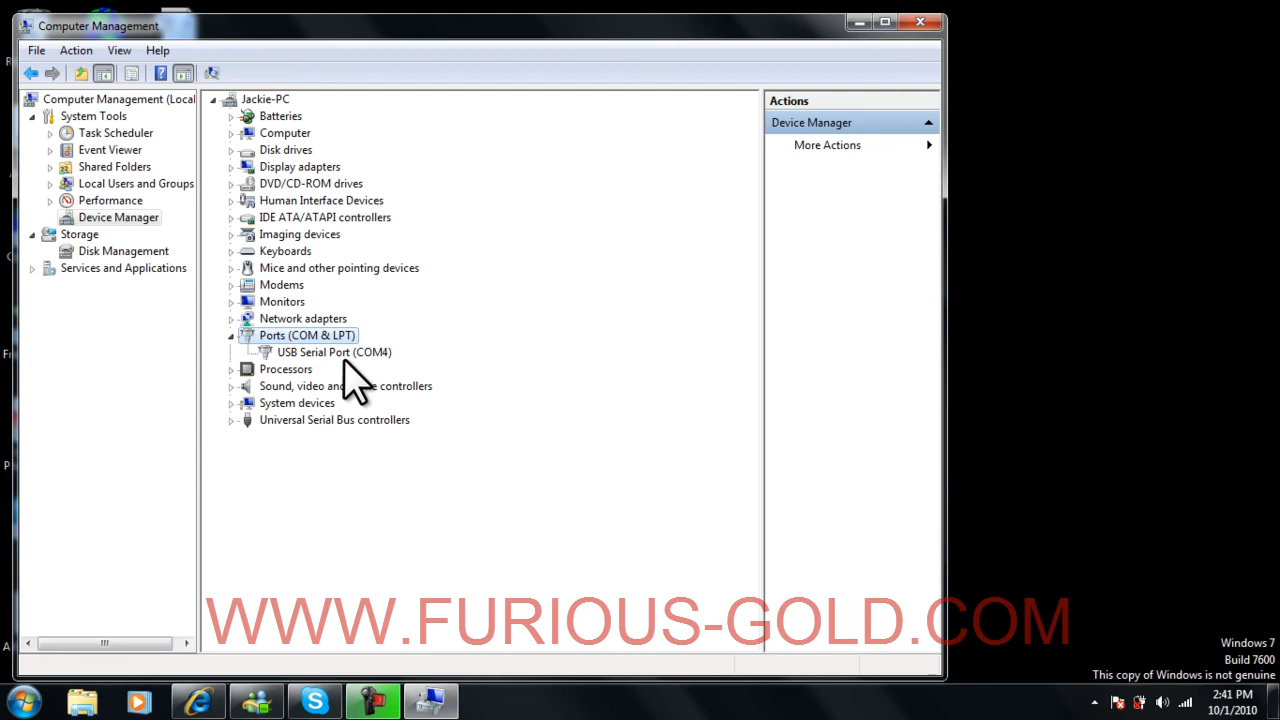 Computer Management
File Action View Help
Computer Management (Local
System Tools
Task Scheduler
Event Viewer
Shared Folders
Local Users and Groups
Performance
Device Manager
Storage
Disk Management
Services and Applications
Jackie-PC
Batteries
Computer
Disk drives
Display adapters
DVD/CD-ROM drives
Human Interface Devices
IDE ATA/ATAPI controllers
Imaging devices
Keyboards
Mice and other pointing devices
Modems
Monitors
Network adapters
Ports (COM & LPT)
USB Serial Port (COM4)
Processors
Sound, video and controllers
System devices
Universal Serial Bus controllers
Actions
Device Manager
More Actions
WWW.FURIOUS-GOLD.COM
Windows 7
Build 7600
This copy of Windows is not genuine
2:41 PM
10/1/2010